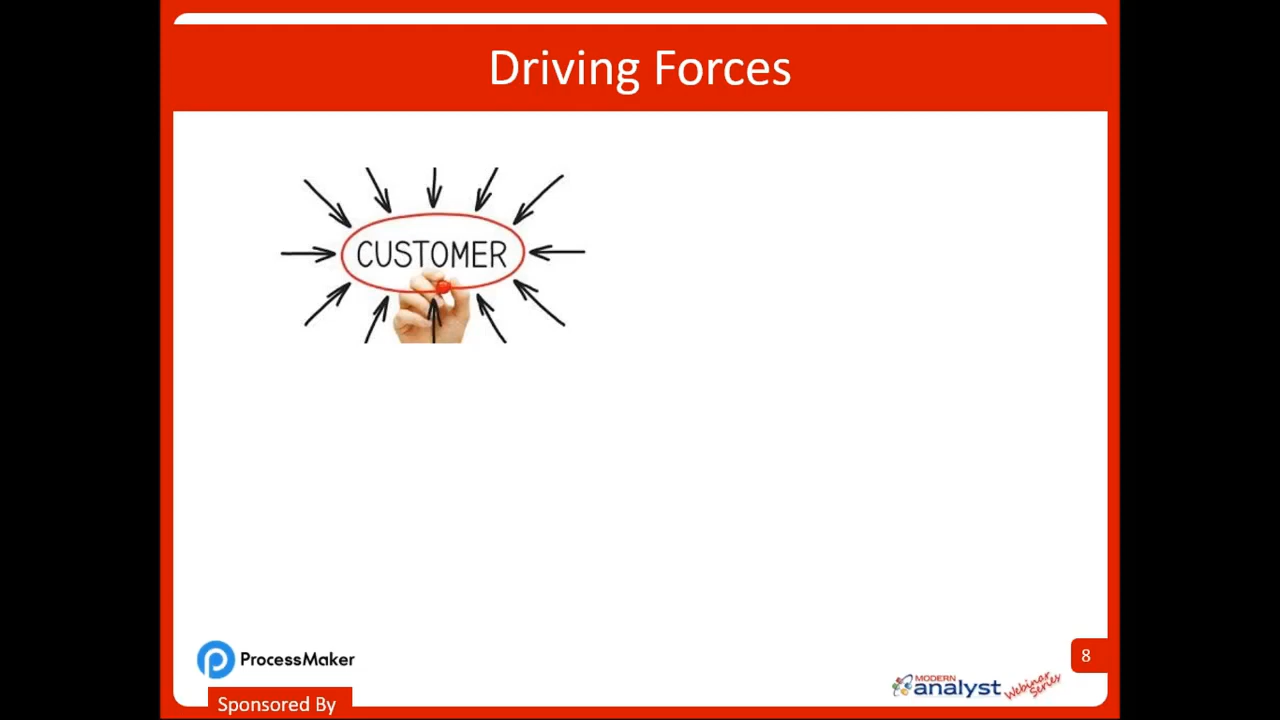 Driving Forces
CUSTOMER
ProcessMaker
Sponsored By
8
MODERN
analyst Webinar
Series